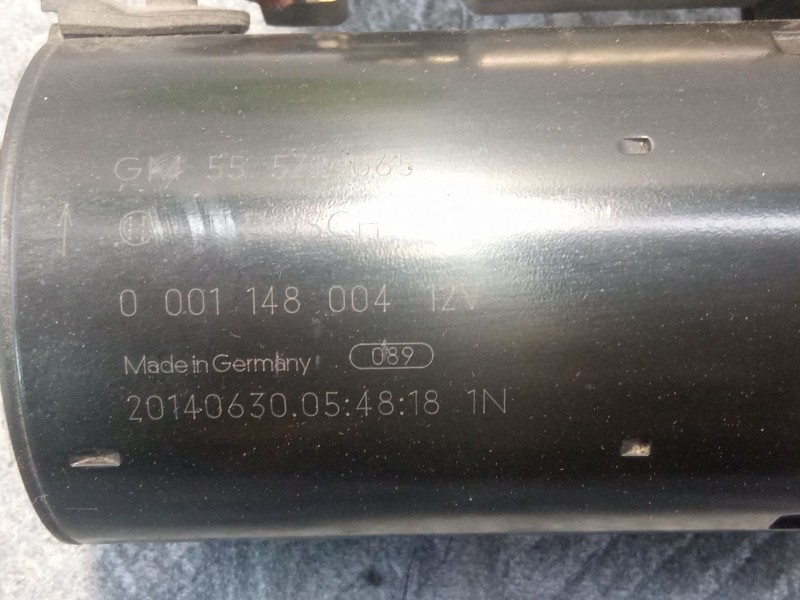 GM 55
0 001 148 004 12V
Made in Germany 089
20140630.05:48:18 1N